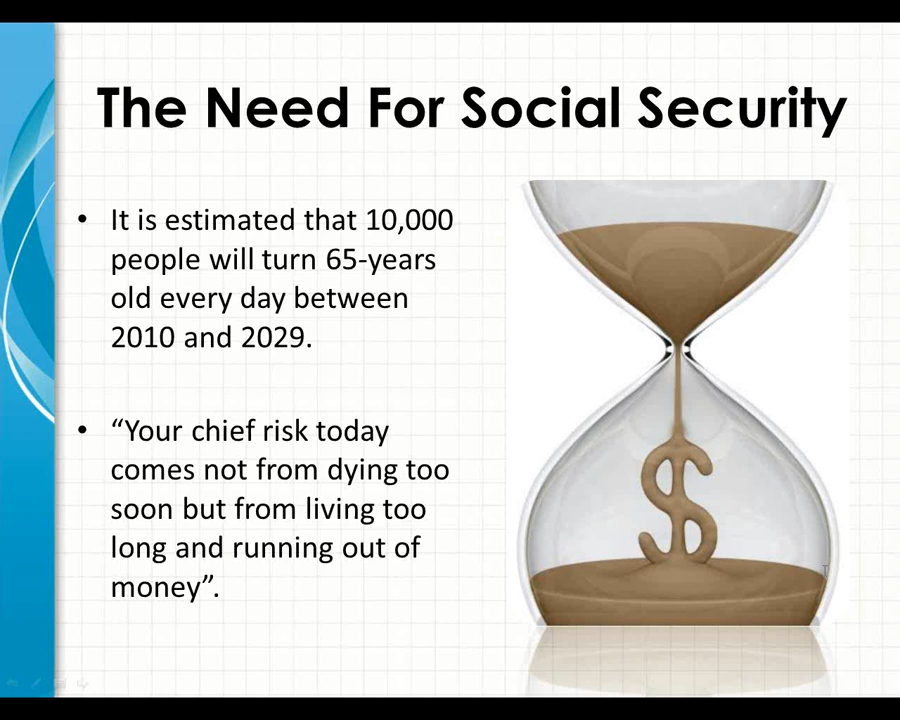 The Need For Social Security
• It is estimated that 10,000
people will turn 65-years
old every day between
2010 and 2029.
• “Your chief risk today
comes not from dying too
soon but from living too
long and running out of
money”.
$